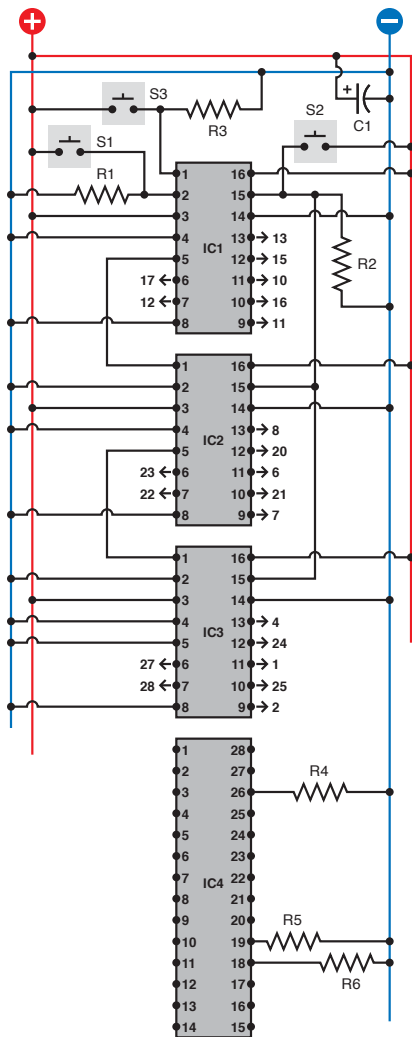 + −
S3
S2
+
C1
S1
R3
R1
1 16
2 15
3 14
4 IC1 13 → 13
5 12 → 15
17 ← 6 11 → 10
12 ← 7 10 → 16
8 9 → 11
R2
1 16
2 15
3 14
4 13 → 8
5 IC2 12 → 20
23 ← 6 11 → 6
22 ← 7 10 → 21
8 9 → 7
1 16
2 15
3 14
4 13 → 4
5 IC3 12 → 24
27 ← 6 11 → 1
28 ← 7 10 → 25
8 9 → 2
1 28
2 27
3 26
R4
4 25
5 24
6 23
7 IC4 22
8 21
9 20
10 19
R5
11 18
R6
12 17
13 16
14 15